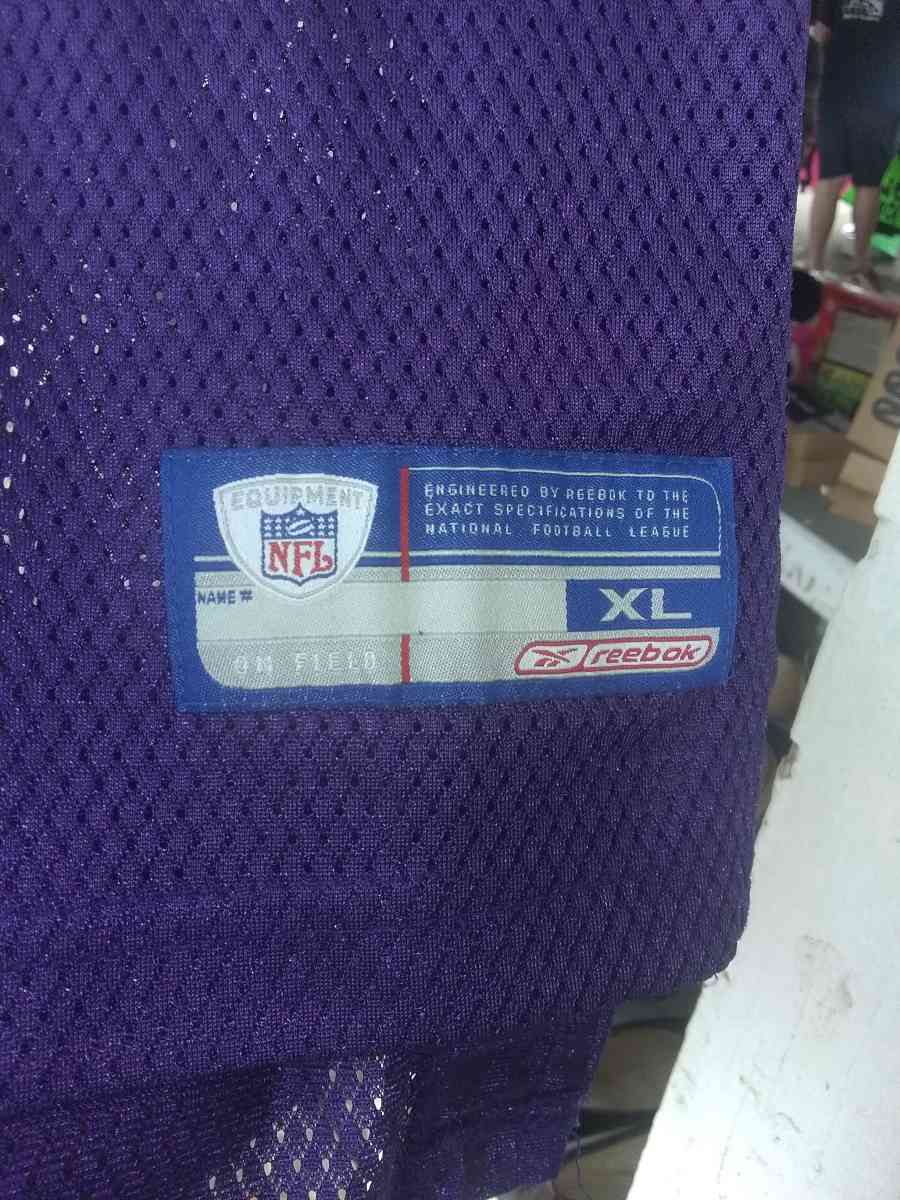 EQUIPMENT
NFL
ENGINEERED BY REEBOK TO THE
EXACT SPECIFICATIONS OF THE
NATIONAL FOOTBALL LEAGUE
NAME #
XL
ON FIELD
reebok